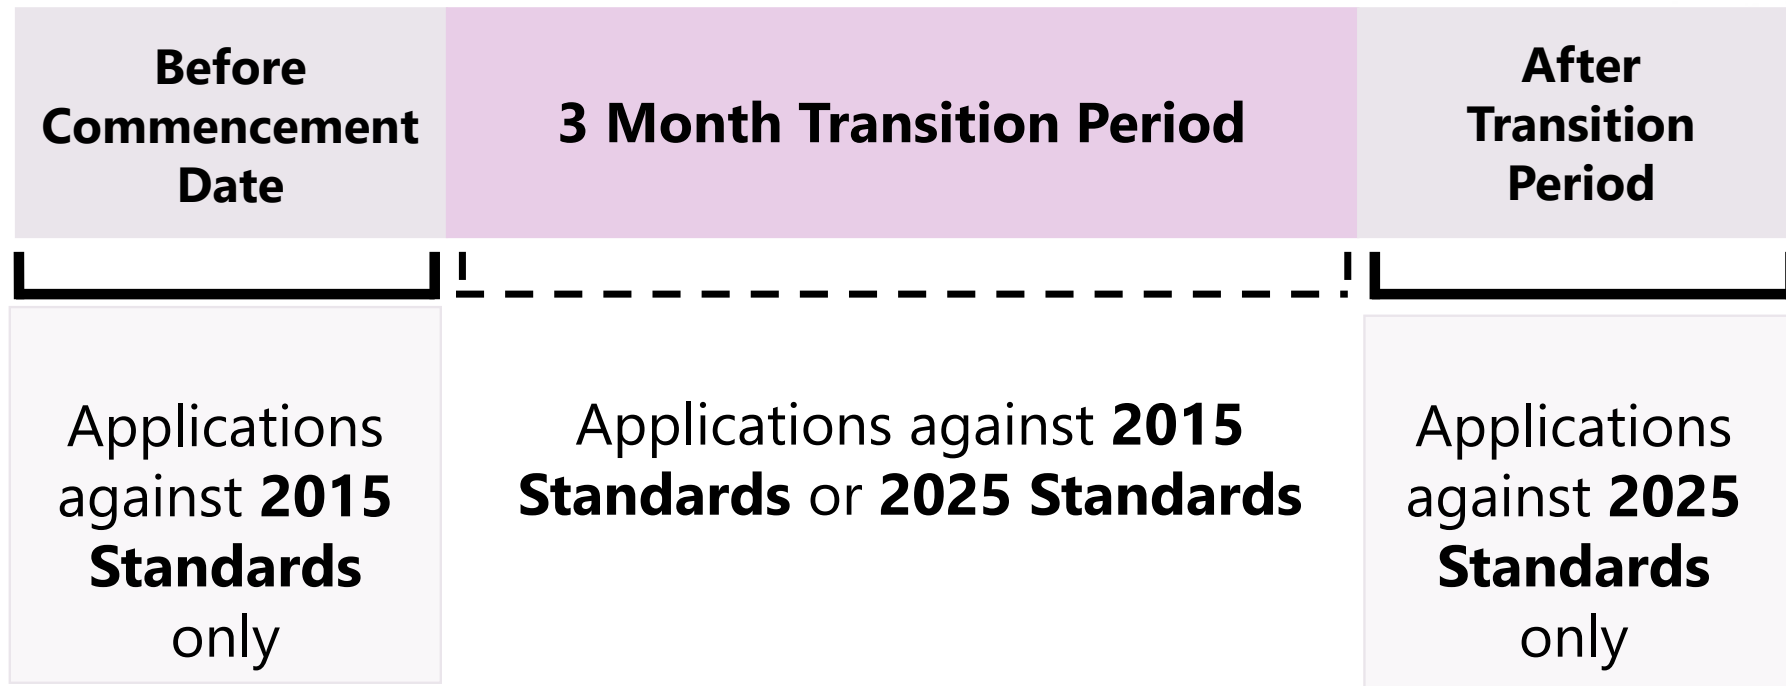 Before
Commencement
Date
3 Month Transition Period
After
Transition
Period
Applications
against 2015
Standards
only
Applications against 2015
Standards or 2025 Standards
Applications
against 2025
Standards
only